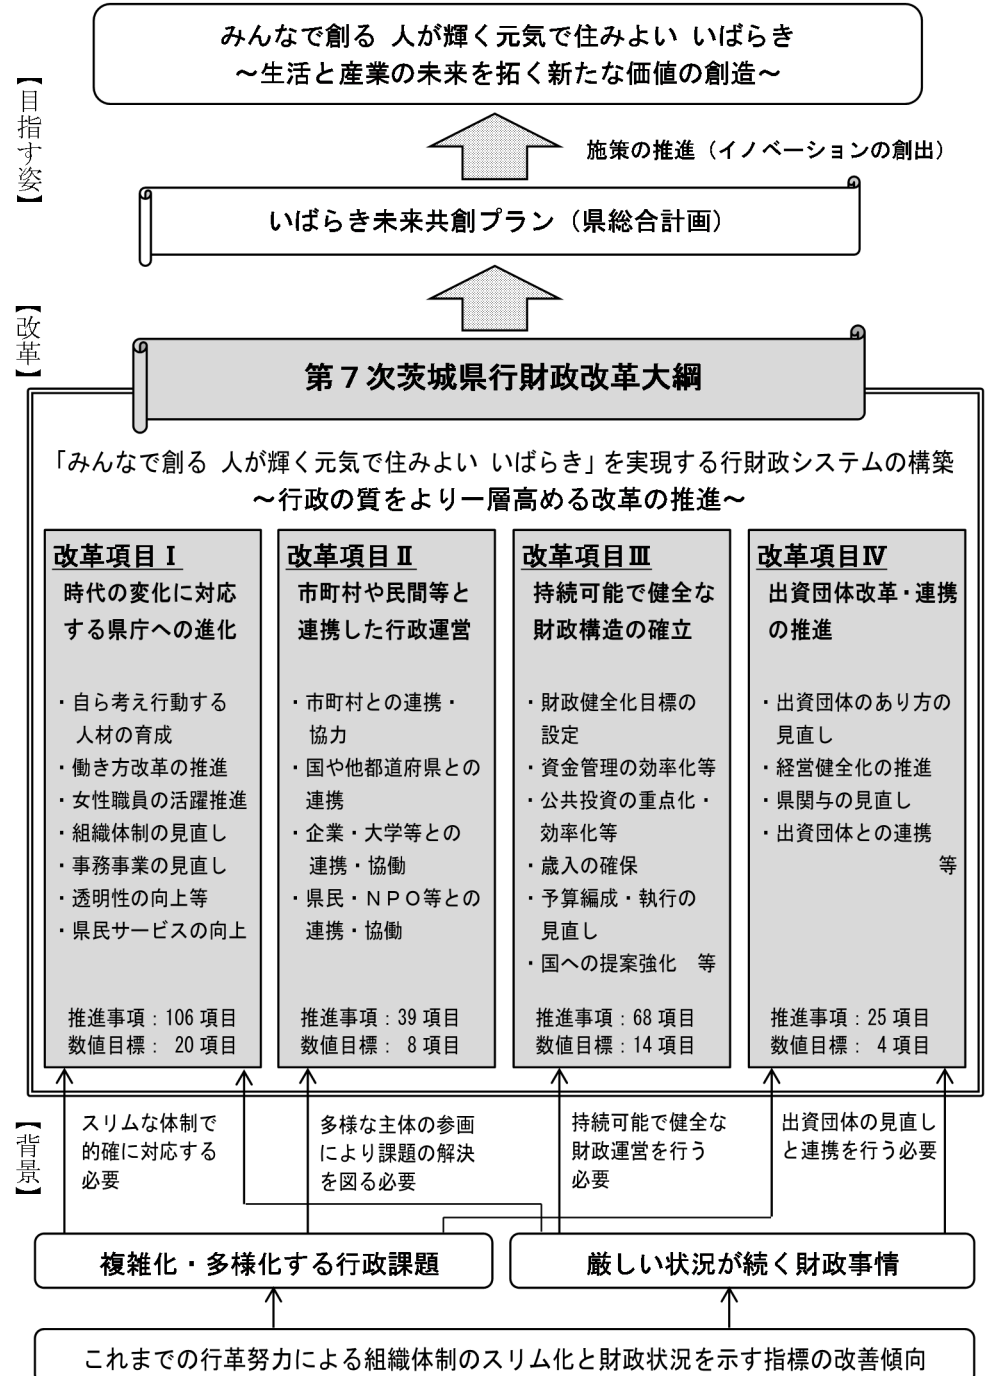 みんなで創る 人が輝く元気で住みよい いばらき
～生活と産業の未来を拓く新たな価値の創造～
【目指す姿】
施策の推進（イノベーションの創出）
いばらき未来共創プラン（県総合計画）
【改革】
第７次茨城県行財政改革大綱
「みんなで創る 人が輝く元気で住みよい いばらき」を実現する行財政システムの構築
～行政の質をより一層高める改革の推進～
改革項目Ⅰ
時代の変化に対応
する県庁への進化
・自ら考え行動する
人材の育成
・働き方改革の推進
・女性職員の活躍推進
・組織体制の見直し
・事務事業の見直し
・透明性の向上等
・県民サービスの向上
推進事項：106 項目
数値目標： 20 項目
改革項目Ⅱ
市町村や民間等と
連携した行政運営
・市町村との連携・
協力
・国や他都道府県との
連携
・企業・大学等との
連携・協働
・県民・ＮＰＯ等との
連携・協働
推進事項：39 項目
数値目標： 8 項目
改革項目Ⅲ
持続可能で健全な
財政構造の確立
・財政健全化目標の
設定
・資金管理の効率化等
・公共投資の重点化・
効率化等
・歳入の確保
・予算編成・執行の
見直し
・国への提案強化　等
推進事項：68 項目
数値目標：14 項目
改革項目Ⅳ
出資団体改革・連携
の推進
・出資団体のあり方の
見直し
・経営健全化の推進
・県関与の見直し
・出資団体との連携
等
推進事項：25 項目
数値目標： 4 項目
【背景】
スリムな体制で
的確に対応する
必要
多様な主体の参画
により課題の解決
を図る必要
持続可能で健全な
財政運営を行う
必要
出資団体の見直し
と連携を行う必要
複雑化・多様化する行政課題
厳しい状況が続く財政事情
これまでの行革努力による組織体制のスリム化と財政状況を示す指標の改善傾向